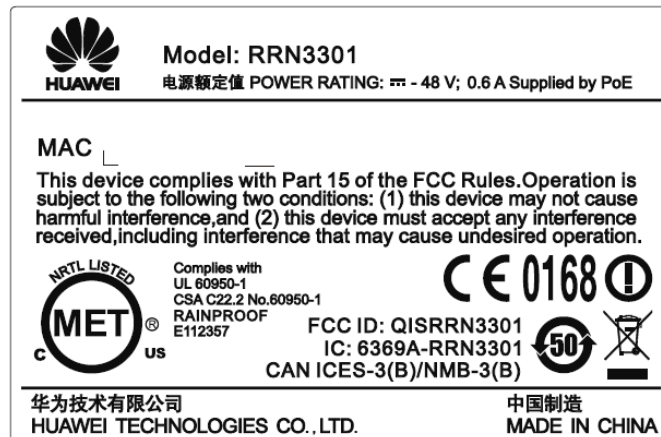 HUAWEI
Model: RRN3301
电源额定值 POWER RATING: ⎓ - 48 V; 0.6 A Supplied by PoE
MAC
This device complies with Part 15 of the FCC Rules.Operation is
subject to the following two conditions: (1) this device may not cause
harmful interference,and (2) this device must accept any interference
received,including interference that may cause undesired operation.
NRTL LISTED
MET ®
C US
Complies with
UL 60950-1
CSA C22.2 No.60950-1
RAINPROOF
E112357
CE 0168
FCC ID: QISRRN3301
IC: 6369A-RRN3301
CAN ICES-3(B)/NMB-3(B)
50
华为技术有限公司
HUAWEI TECHNOLOGIES CO.,LTD.
中国制造
MADE IN CHINA